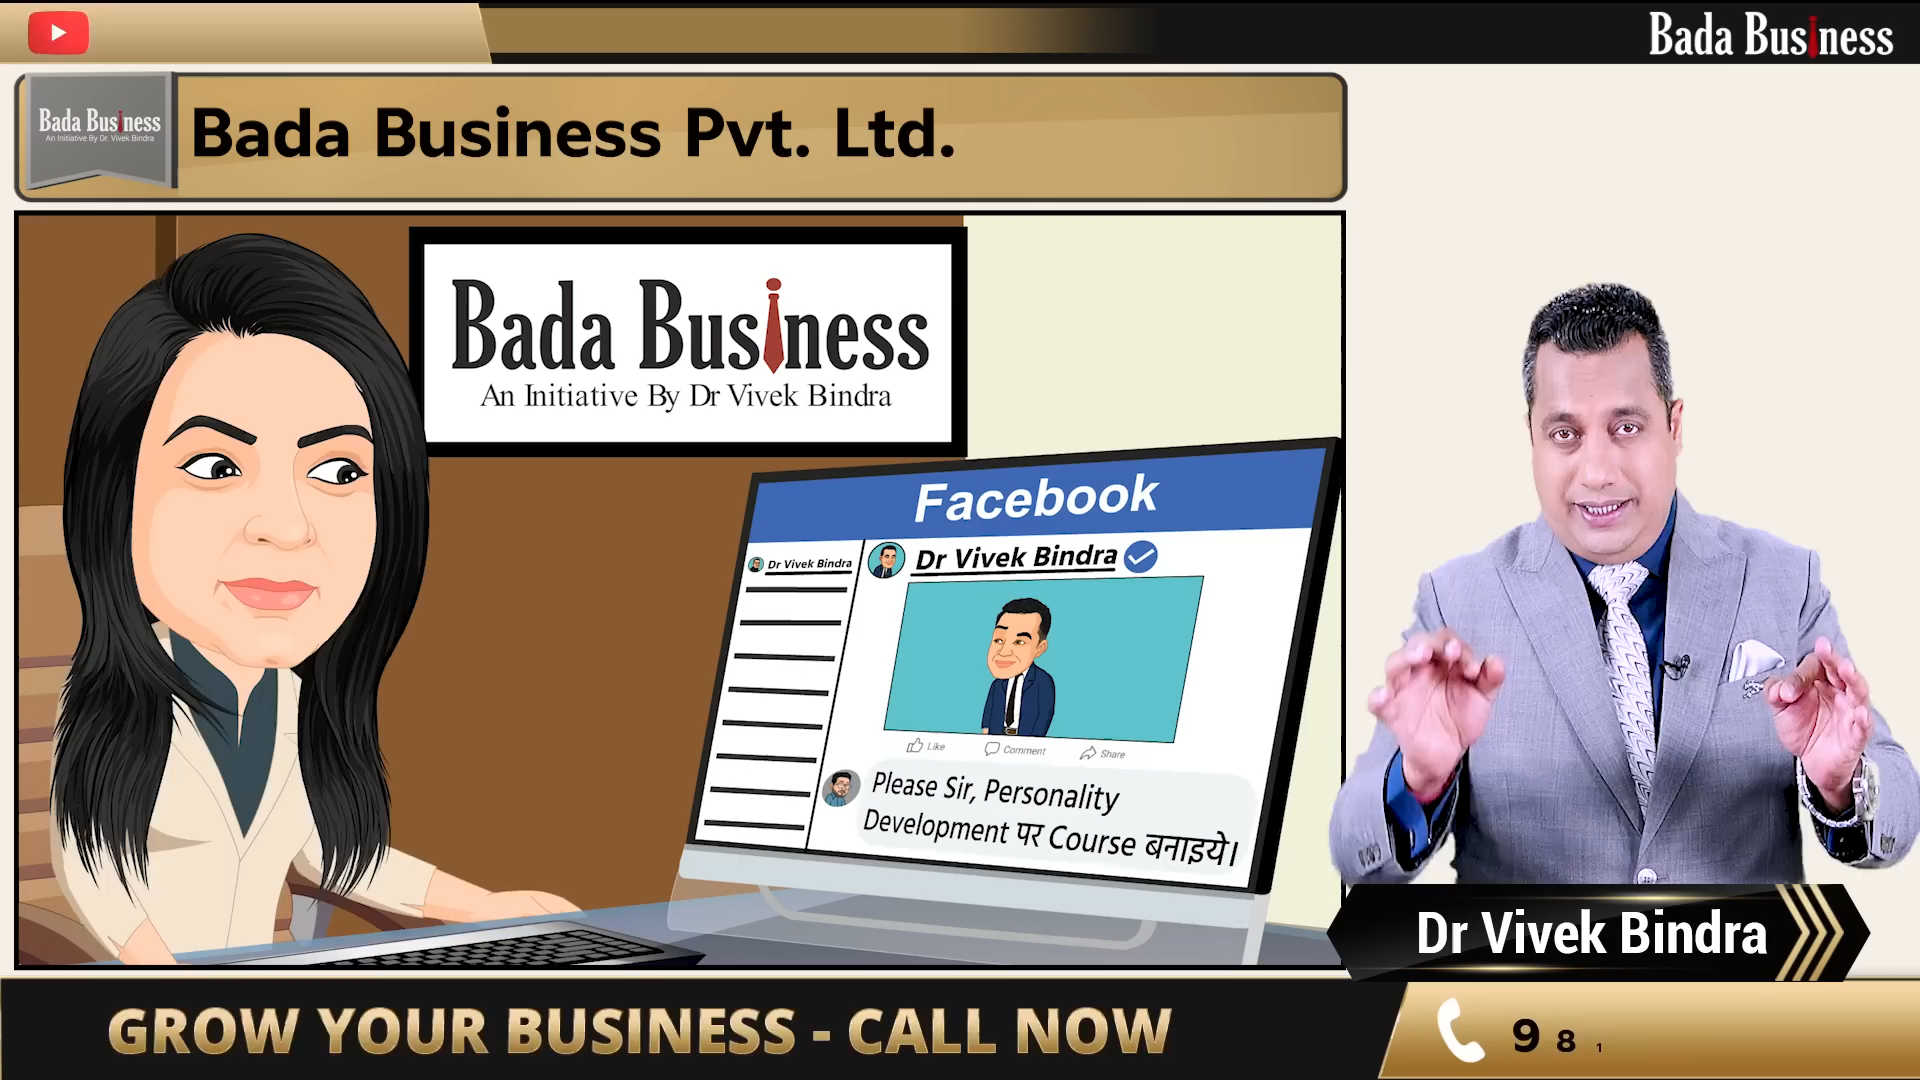 Bada Business
Bada Business
An Initiative By Dr. Vivek Bindra
Bada Business Pvt. Ltd.
Bada Business
An Initiative By Dr Vivek Bindra
Facebook
Dr Vivek Bindra
Dr Vivek Bindra
Like
Comment
Share
Please Sir, Personality
Development पर Course बनाइये।
Dr Vivek Bindra
GROW YOUR BUSINESS - CALL NOW
9 8 1